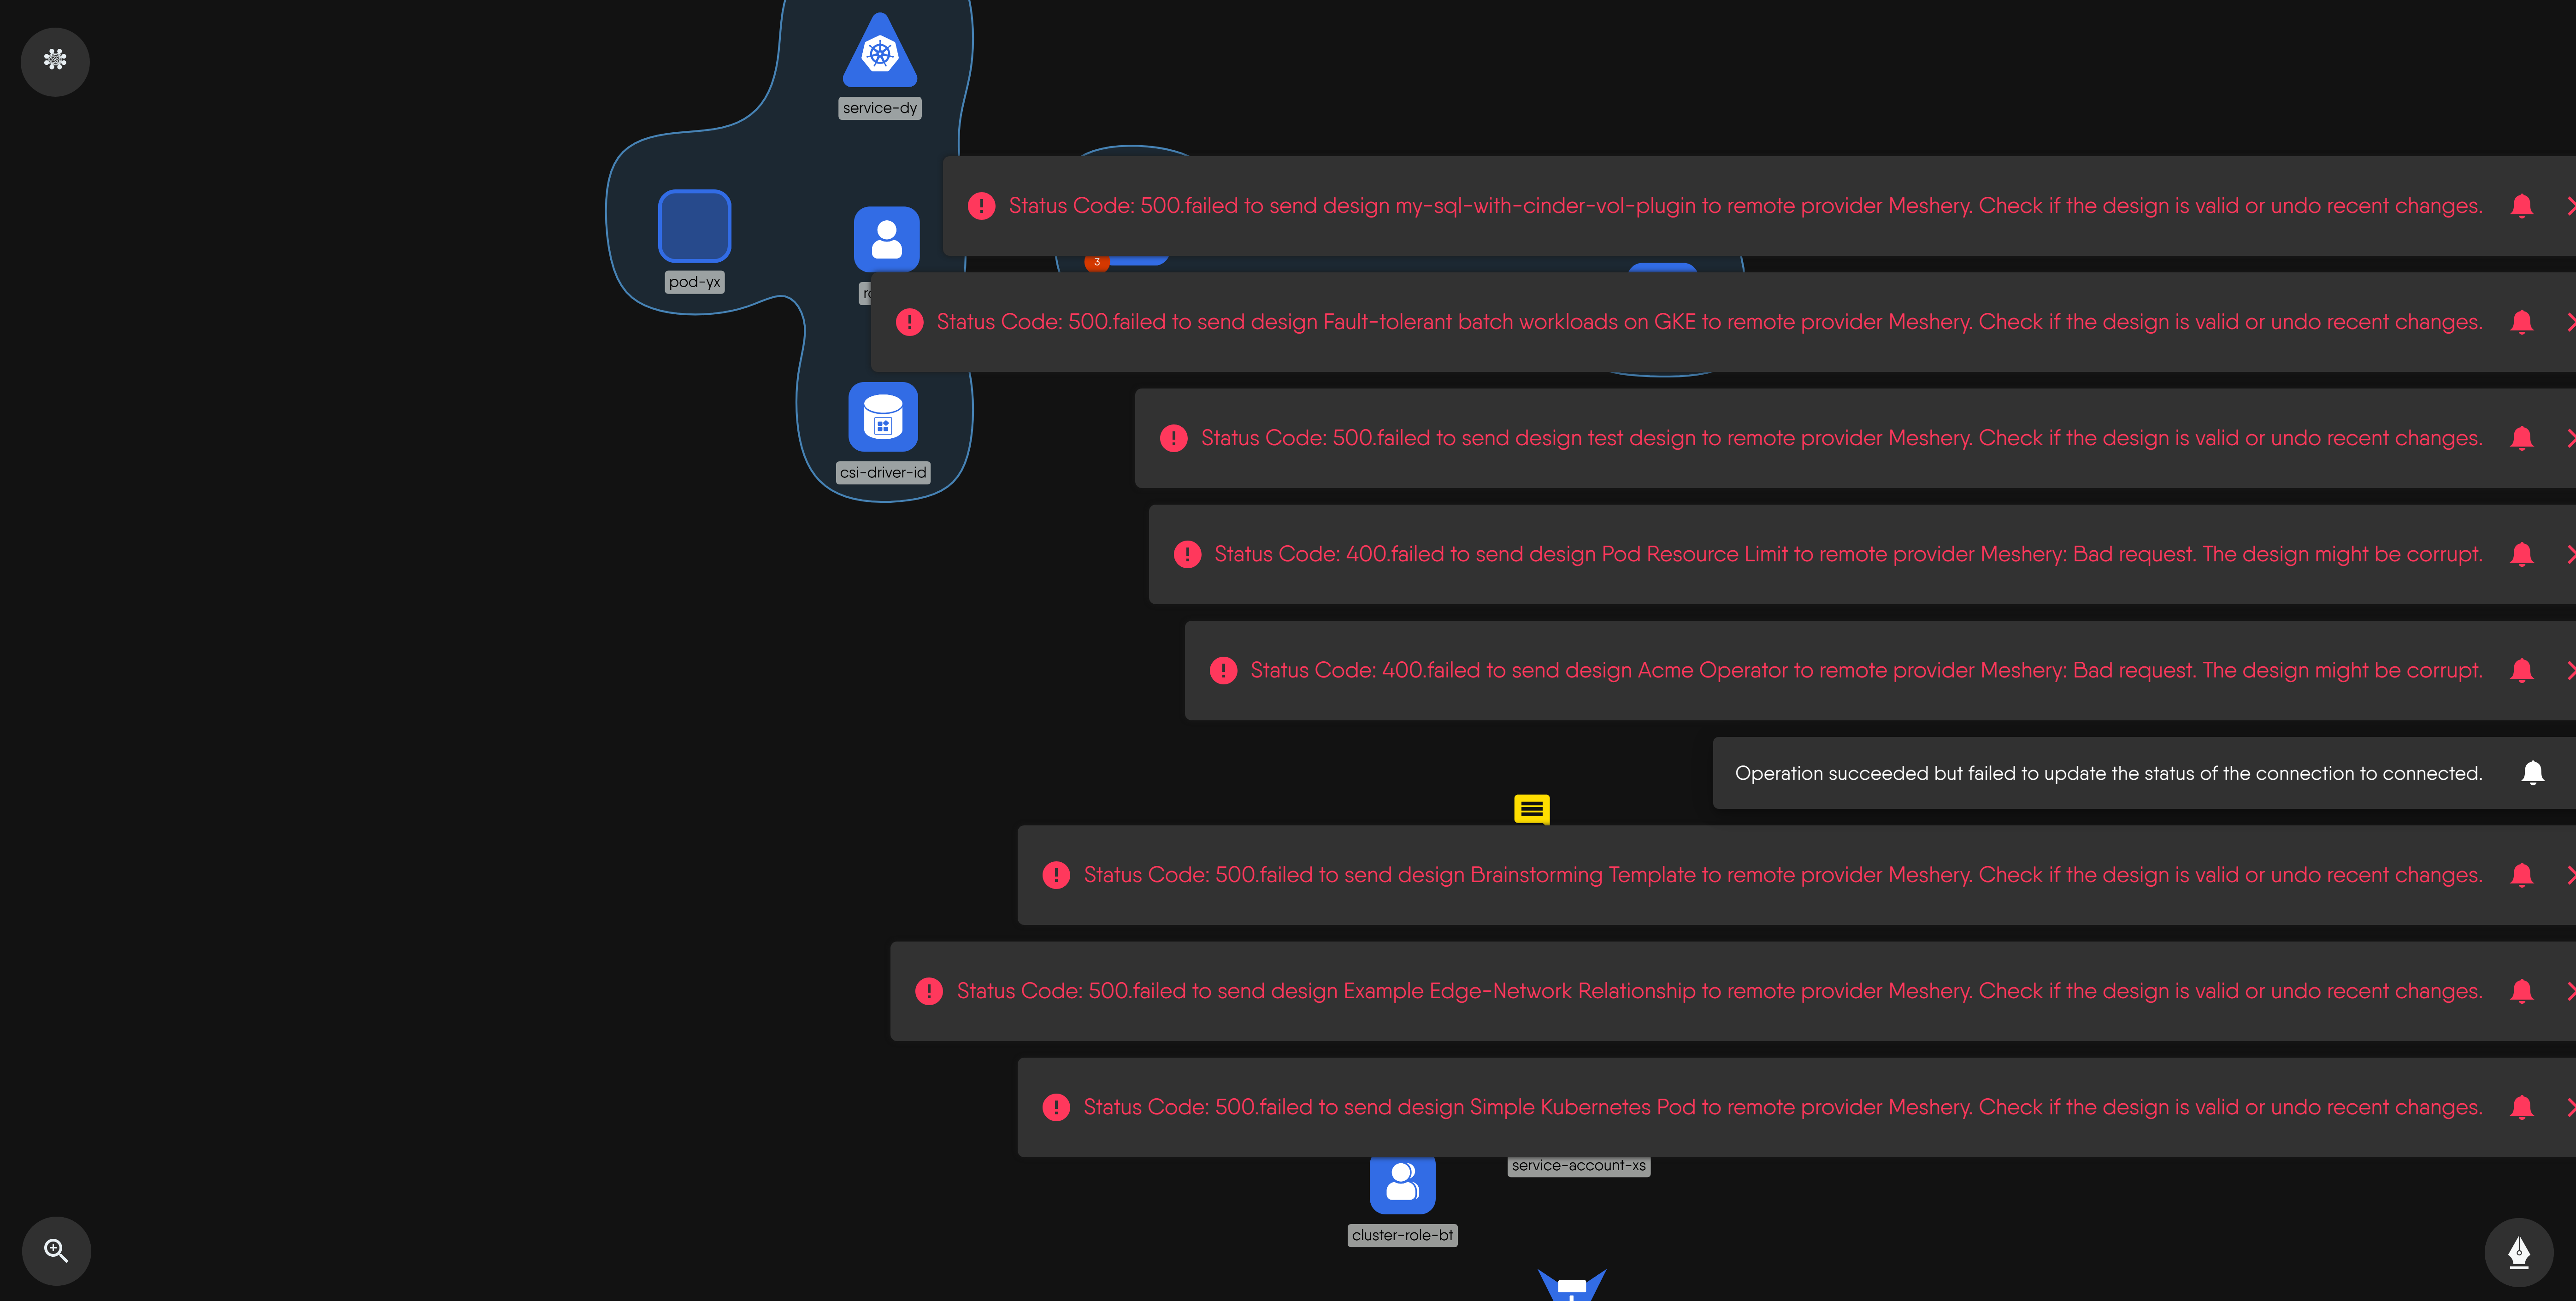 service-dy
Status Code: 500.failed to send design my-sql-with-cinder-vol-plugin to remote provider Meshery. Check if the design is valid or undo recent changes.
3
pod-yx
Status Code: 500.failed to send design Fault-tolerant batch workloads on GKE to remote provider Meshery. Check if the design is valid or undo recent changes.
Status Code: 500.failed to send design test design to remote provider Meshery. Check if the design is valid or undo recent changes.
csi-driver-id
Status Code: 400.failed to send design Pod Resource Limit to remote provider Meshery: Bad request. The design might be corrupt.
Status Code: 400.failed to send design Acme Operator to remote provider Meshery: Bad request. The design might be corrupt.
Operation succeeded but failed to update the status of the connection to connected.
Status Code: 500.failed to send design Brainstorming Template to remote provider Meshery. Check if the design is valid or undo recent changes.
Status Code: 500.failed to send design Example Edge-Network Relationship to remote provider Meshery. Check if the design is valid or undo recent changes.
Status Code: 500.failed to send design Simple Kubernetes Pod to remote provider Meshery. Check if the design is valid or undo recent changes.
service-account-xs
cluster-role-bt